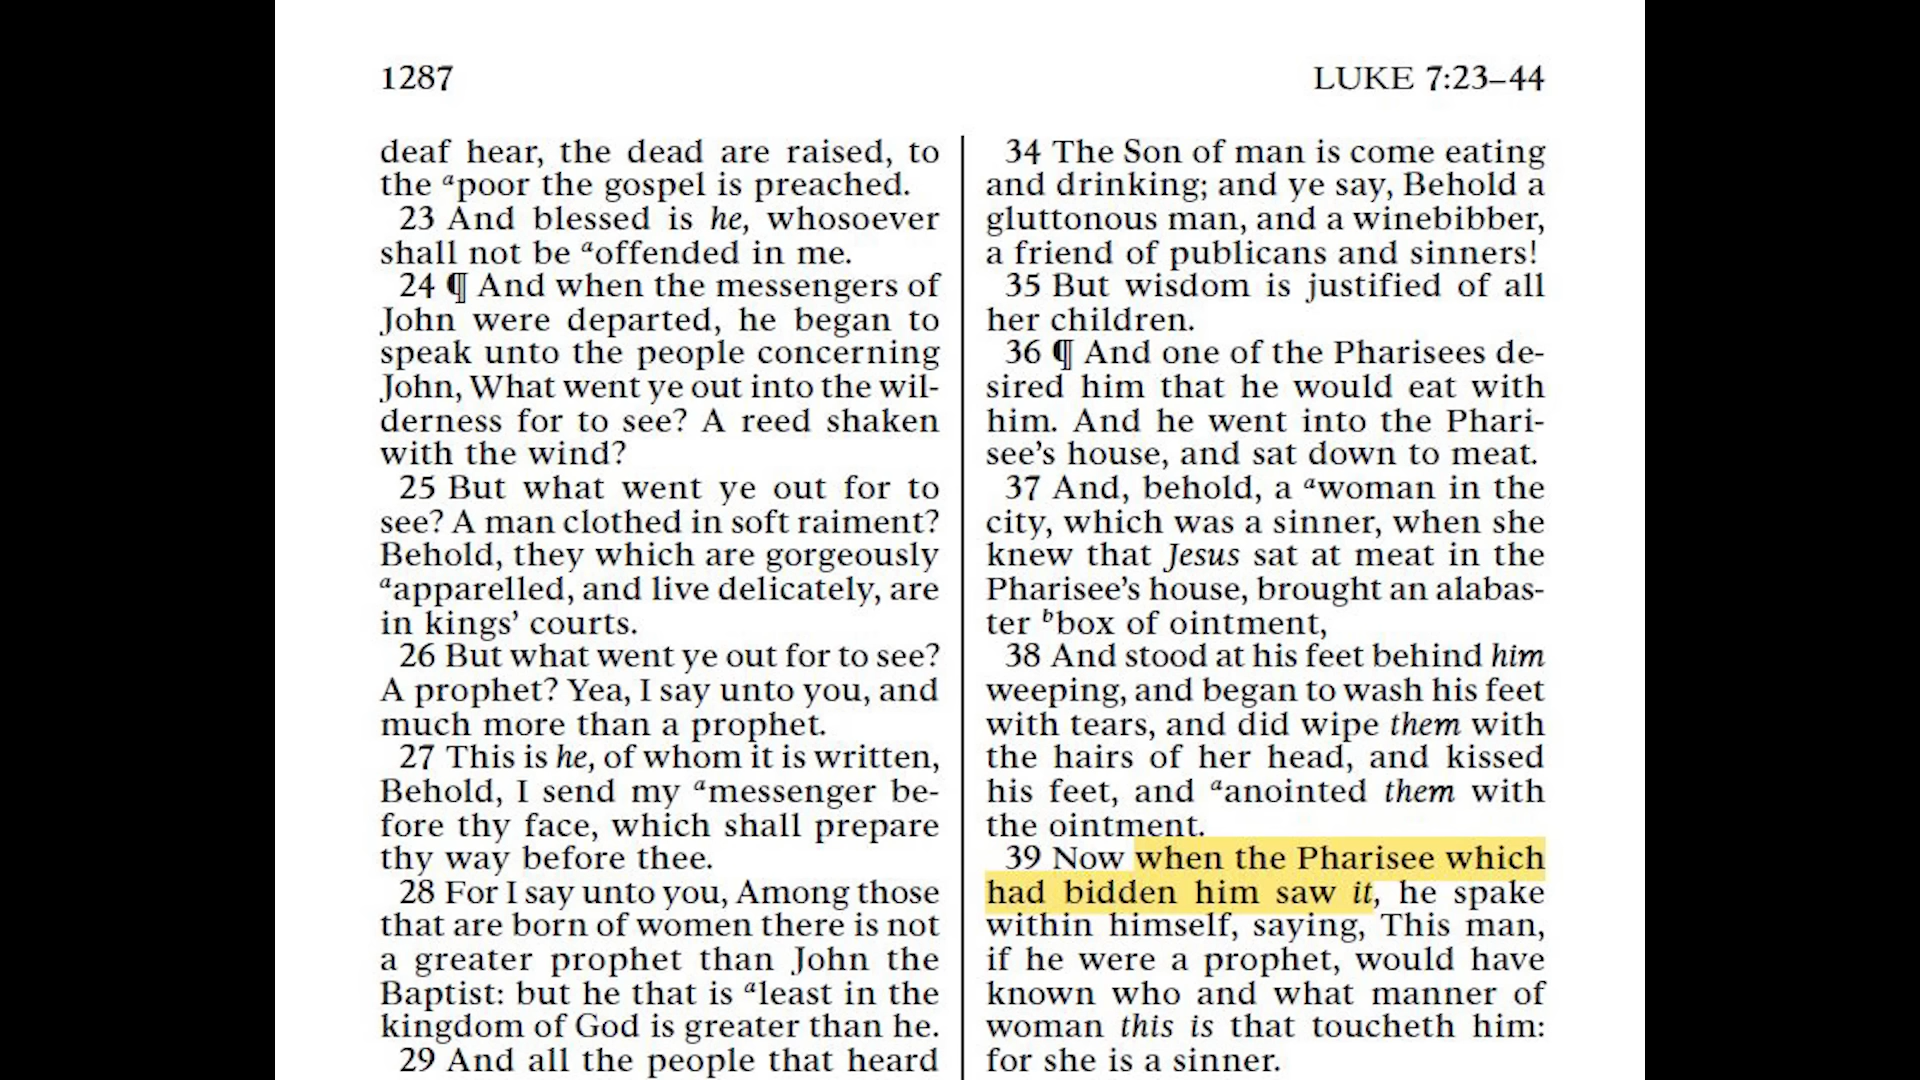 1287
LUKE 7:23–44
deaf hear, the dead are raised, to
the ᵃpoor the gospel is preached.
23 And blessed is he, whosoever
shall not be ᵃoffended in me.
24 ¶ And when the messengers of
John were departed, he began to
speak unto the people concerning
John, What went ye out into the wil-
derness for to see? A reed shaken
with the wind?
25 But what went ye out for to
see? A man clothed in soft raiment?
Behold, they which are gorgeously
ᵃapparelled, and live delicately, are
in kings’ courts.
26 But what went ye out for to see?
A prophet? Yea, I say unto you, and
much more than a prophet.
27 This is he, of whom it is written,
Behold, I send my ᵃmessenger be-
fore thy face, which shall prepare
thy way before thee.
28 For I say unto you, Among those
that are born of women there is not
a greater prophet than John the
Baptist: but he that is ᵃleast in the
kingdom of God is greater than he.
29 And all the people that heard
34 The Son of man is come eating
and drinking; and ye say, Behold a
gluttonous man, and a winebibber,
a friend of publicans and sinners!
35 But wisdom is justified of all
her children.
36 ¶ And one of the Pharisees de-
sired him that he would eat with
him. And he went into the Phari-
see’s house, and sat down to meat.
37 And, behold, a ᵃwoman in the
city, which was a sinner, when she
knew that Jesus sat at meat in the
Pharisee’s house, brought an alabas-
ter ᵇbox of ointment,
38 And stood at his feet behind him
weeping, and began to wash his feet
with tears, and did wipe them with
the hairs of her head, and kissed
his feet, and ᵃanointed them with
the ointment.
39 Now when the Pharisee which
had bidden him saw it, he spake
within himself, saying, This man,
if he were a prophet, would have
known who and what manner of
woman this is that toucheth him:
for she is a sinner.